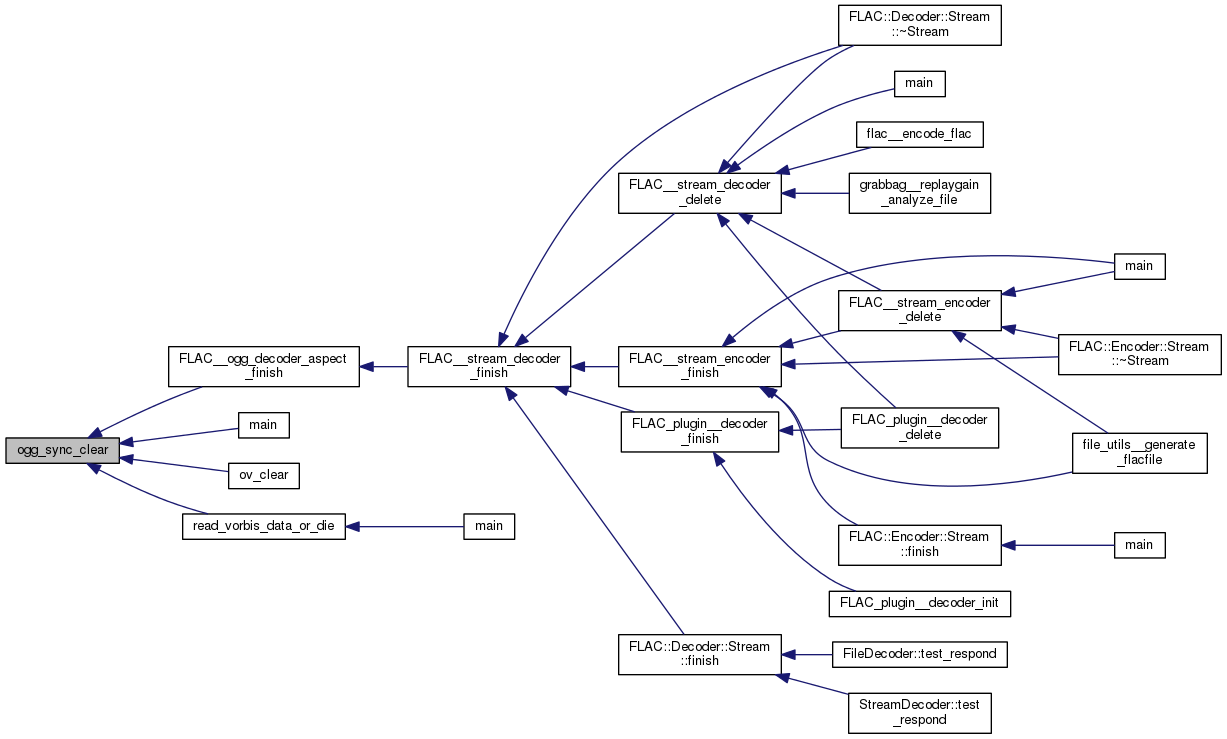 FLAC::Decoder::Stream
::~Stream
main
flac__encode_flac
FLAC__stream_decoder
_delete
grabbag__replaygain
_analyze_file
main
FLAC__stream_encoder
_delete
FLAC::Encoder::Stream
::~Stream
FLAC__ogg_decoder_aspect
_finish
FLAC__stream_decoder
_finish
FLAC__stream_encoder
_finish
main
FLAC_plugin__decoder
_finish
FLAC_plugin__decoder
_delete
ogg_sync_clear
file_utils__generate
_flacfile
ov_clear
read_vorbis_data_or_die
main
FLAC::Encoder::Stream
::finish
main
FLAC_plugin__decoder_init
FLAC::Decoder::Stream
::finish
FileDecoder::test_respond
StreamDecoder::test
_respond